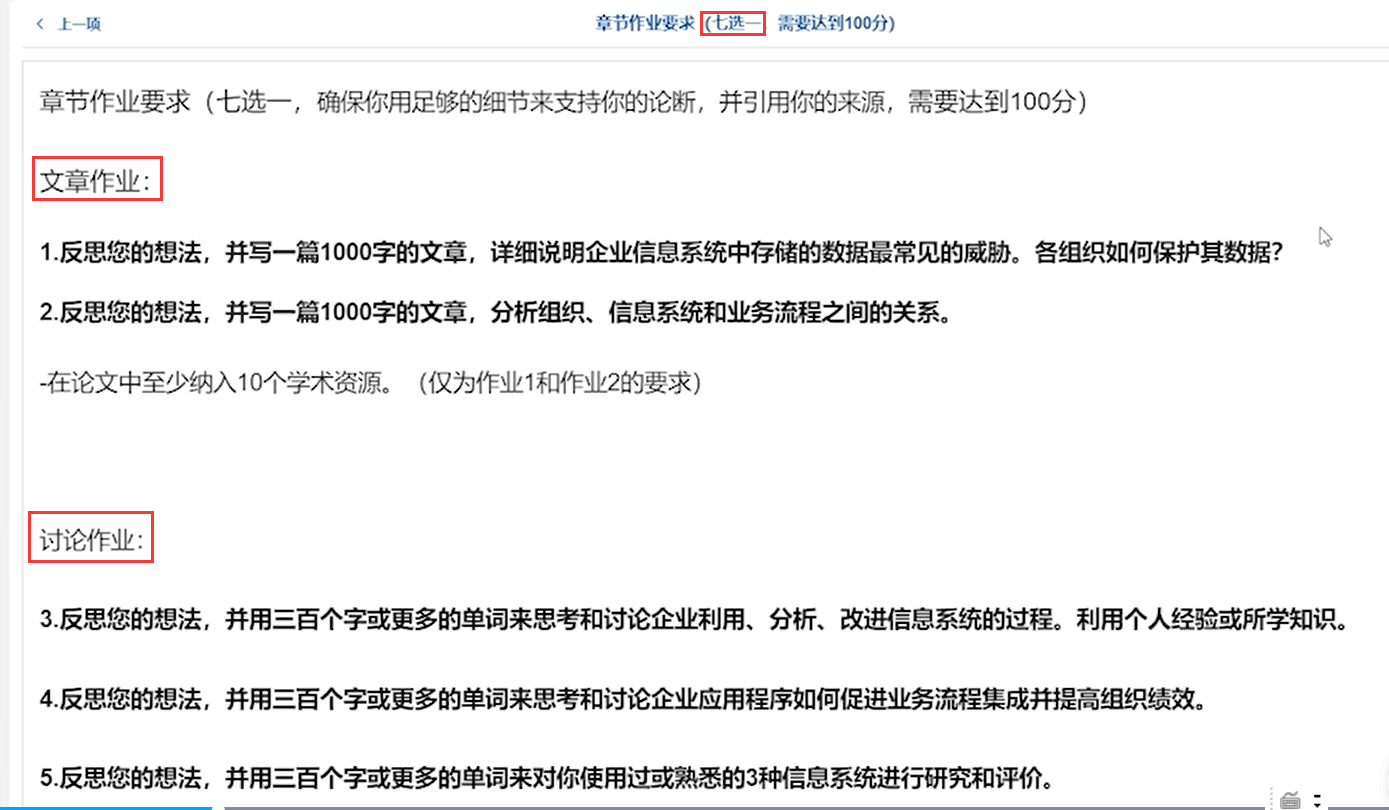 上一项
章节作业要求 (七选一 需要达到100分)
章节作业要求（七选一，确保你用足够的细节来支持你的论断，并引用你的来源，需要达到100分）
文章作业：
1.反思您的想法，并写一篇1000字的文章，详细说明企业信息系统中存储的数据最常见的威胁。各组织如何保护其数据？
2.反思您的想法，并写一篇1000字的文章，分析组织、信息系统和业务流程之间的关系。
-在论文中至少纳入10个学术资源。（仅为作业1和作业2的要求）
讨论作业：
3.反思您的想法，并用三百个字或更多的单词来思考和讨论企业利用、分析、改进信息系统的过程。利用个人经验或所学知识。
4.反思您的想法，并用三百个字或更多的单词来思考和讨论企业应用程序如何促进业务流程集成并提高组织绩效。
5.反思您的想法，并用三百个字或更多的单词来对你使用过或熟悉的3种信息系统进行研究和评价。